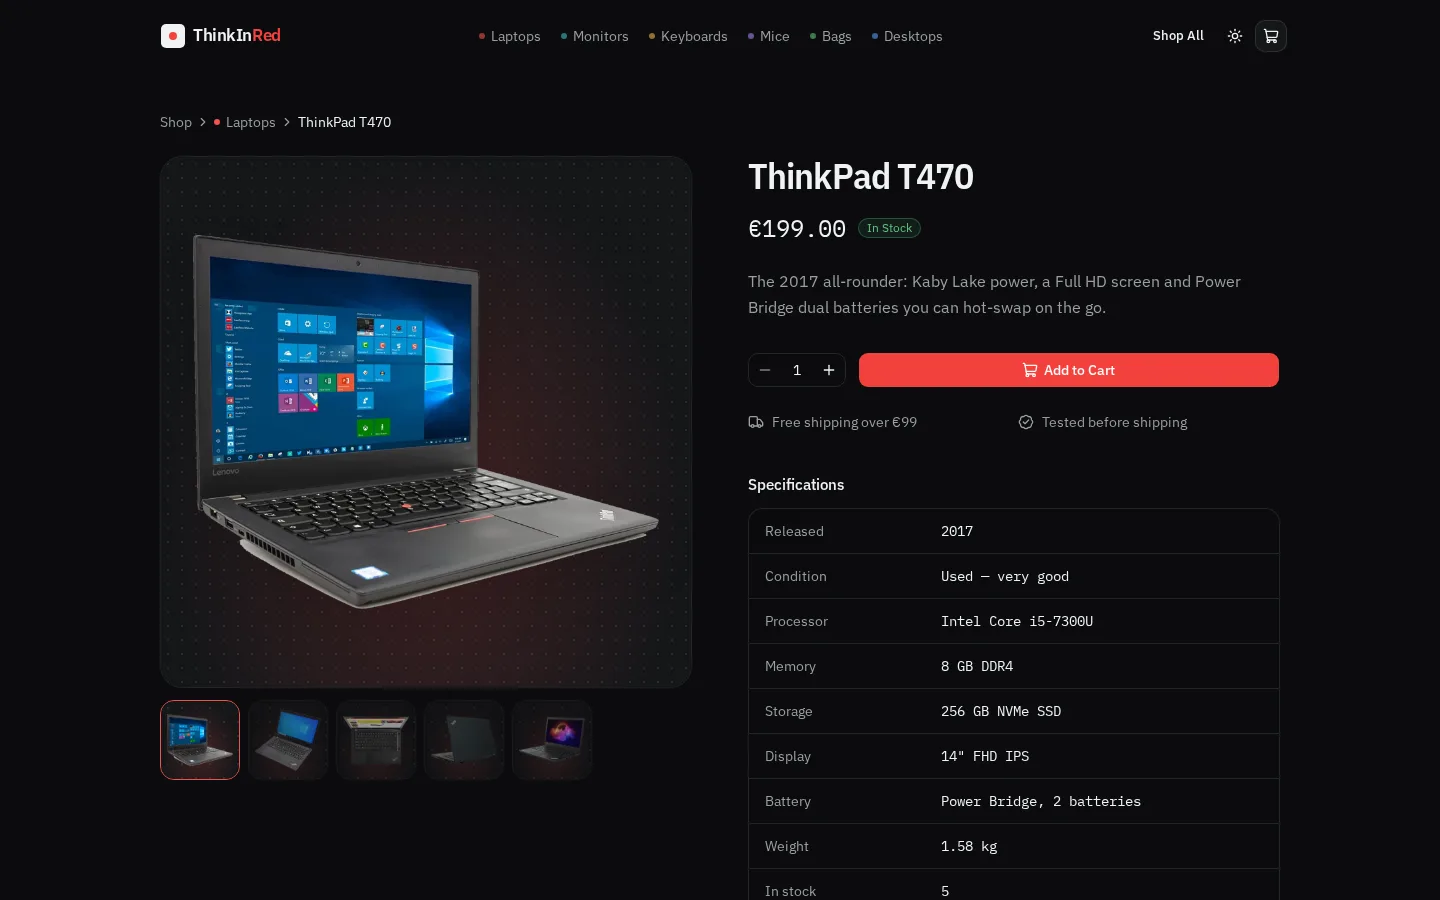 ThinkInRed
Laptops
Monitors
Keyboards
Mice
Bags
Desktops
Shop All
Shop
Laptops
ThinkPad T470
Lenovo
ThinkPad T470
€199.00
In Stock
The 2017 all-rounder: Kaby Lake power, a Full HD screen and Power
Bridge dual batteries you can hot-swap on the go.
1
Add to Cart
Free shipping over €99
Tested before shipping
Specifications
Released 2017
Condition Used — very good
Processor Intel Core i5-7300U
Memory 8 GB DDR4
Storage 256 GB NVMe SSD
Display 14" FHD IPS
Battery Power Bridge, 2 batteries
Weight 1.58 kg
In stock 5